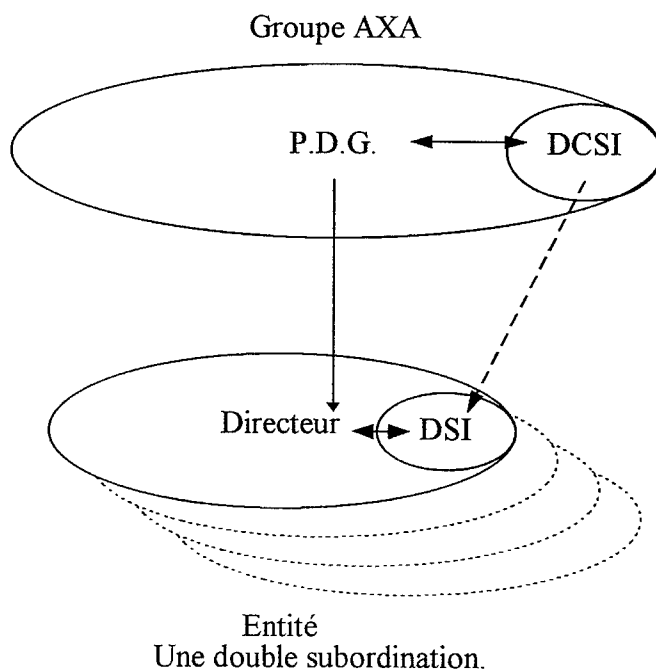 Groupe AXA
P.D.G.
DCSI
Directeur
DSI
Entité
Une double subordination.